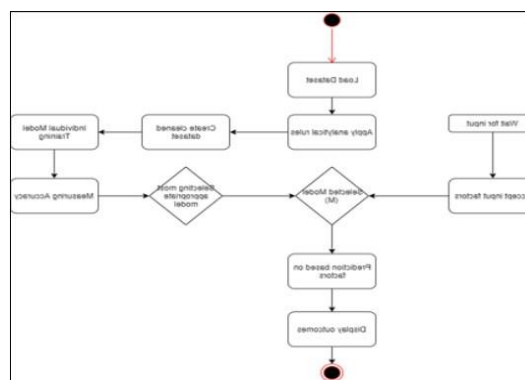 Load Dataset
Apply analytical rules
Create cleaned
dataset
Individual Model
Training
Wait for input
Measuring Accuracy
Selecting most
appropriate
model
Selected Model
(M)
ccept input factors
Prediction based on
factors
Display outcomes